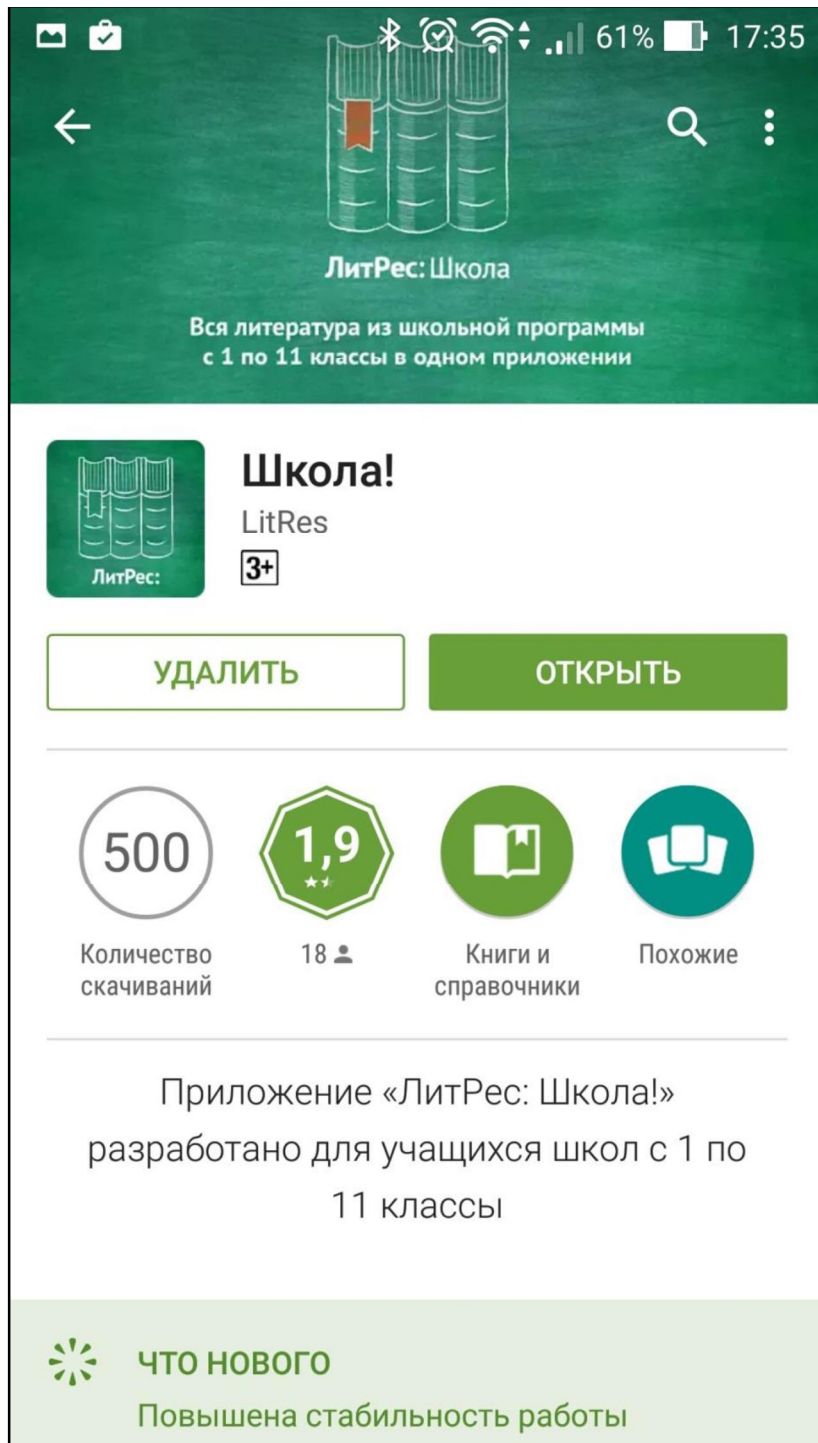 61% 17:35
ЛитРес: Школа
Вся литература из школьной программы
с 1 по 11 классы в одном приложении
Школа!
LitRes
3+
ЛитРес:
УДАЛИТЬ
ОТКРЫТЬ
500
1,9
Количество
скачиваний
18
Книги и
справочники
Похожие
Приложение «ЛитРес: Школа!»
разработано для учащихся школ с 1 по
11 классы
ЧТО НОВОГО
Повышена стабильность работы